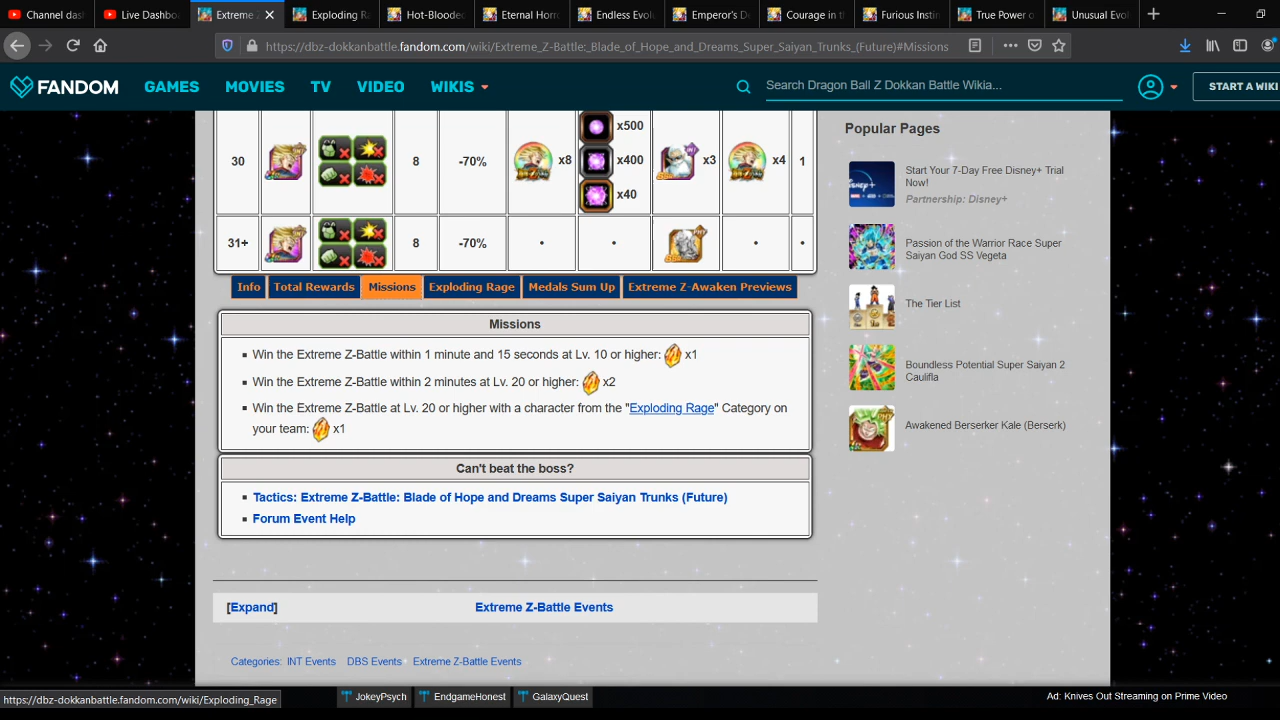 Channel das
Live Dashbo
Extreme Z
Exploding Ra
Hot-Blooded
Eternal Horro
Endless Evolu
Emperor's De
Courage in th
Furious Instin
True Power o
Unusual Evol
https://dbz-dokkanbattle.fandom.com/wiki/Extreme_Z-Battle:_Blade_of_Hope_and_Dreams_Super_Saiyan_Trunks_(Future)#Missions
FANDOM GAMES MOVIES TV VIDEO WIKIS Search Dragon Ball Z Dokkan Battle Wikia... START A WIKI
30 8 -70% x8 x500 x400 x40 x3 x4 1
31+ 8 -70% • • • •
Info Total Rewards Missions Exploding Rage Medals Sum Up Extreme Z-Awaken Previews
Missions
Win the Extreme Z-Battle within 1 minute and 15 seconds at Lv. 10 or higher: x1
Win the Extreme Z-Battle within 2 minutes at Lv. 20 or higher: x2
Win the Extreme Z-Battle at Lv. 20 or higher with a character from the "Exploding Rage" Category on
your team: x1
Can't beat the boss?
Tactics: Extreme Z-Battle: Blade of Hope and Dreams Super Saiyan Trunks (Future)
Forum Event Help
[Expand] Extreme Z-Battle Events
Categories: INT Events DBS Events Extreme Z-Battle Events
Popular Pages
Start Your 7-Day Free Disney+ Trial
Now!
Partnership: Disney+
Passion of the Warrior Race Super
Saiyan God SS Vegeta
The Tier List
Boundless Potential Super Saiyan 2
Caulifla
Awakened Berserker Kale (Berserk)
https://dbz-dokkanbattle.fandom.com/wiki/Exploding_Rage
JokeyPsych EndgameHonest GalaxyQuest Ad: Knives Out Streaming on Prime Video